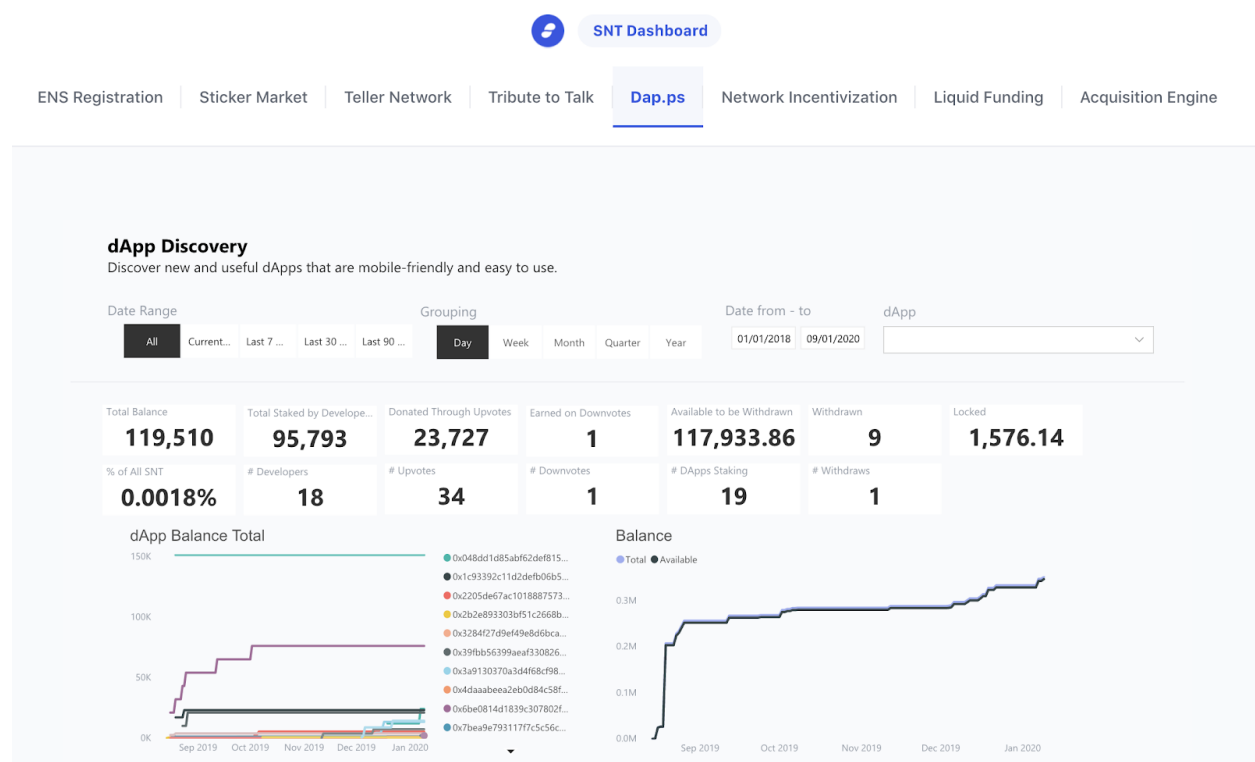 SNT Dashboard
ENS Registration
Sticker Market
Teller Network
Tribute to Talk
Dap.ps
Network Incentivization
Liquid Funding
Acquisition Engine
dApp Discovery
Discover new and useful dApps that are mobile-friendly and easy to use.
Date Range
All
Current...
Last 7 ...
Last 30 ...
Last 90 ...
Grouping
Day
Week
Month
Quarter
Year
Date from - to
01/01/2018
09/01/2020
dApp
Total Balance
119,510
Total Staked by Develope...
95,793
Donated Through Upvotes
23,727
Earned on Downvotes
1
Available to be Withdrawn
117,933.86
Withdrawn
9
Locked
1,576.14
% of All SNT
0.0018%
# Developers
18
# Upvotes
34
# Downvotes
1
# DApps Staking
19
# Withdraws
1
dApp Balance Total
150K
100K
50K
0K
Sep 2019
Oct 2019
Nov 2019
Dec 2019
Jan 2020
0x048dd1d85abf62def815...
0x1c93392c11d2defb06b5...
0x2205de67ac1018887573...
0x2b2e893303bf51c2668b...
0x3284f27d9ef49e8d6bca...
0x39fbb56399aeaf330826...
0x3a9130370a3d4f68cf98...
0x4daaabeea2eb0d84c58f...
0x6be0814d1839c307802f...
0x7bea9e793117f7c5c56c...
Balance
Total
Available
0.3M
0.2M
0.1M
0.0M
Sep 2019
Oct 2019
Nov 2019
Dec 2019
Jan 2020